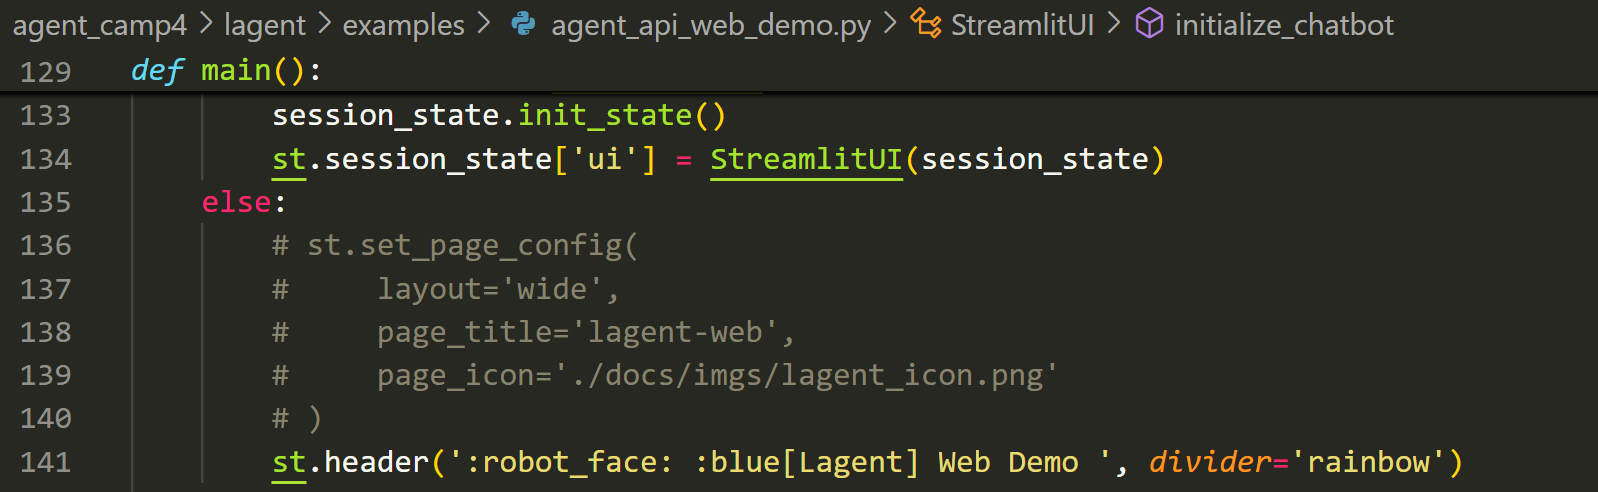 agent_camp4 > lagent > examples > agent_api_web_demo.py > StreamlitUI > initialize_chatbot
129 def main():
133 session_state.init_state()
134 st.session_state['ui'] = StreamlitUI(session_state)
135 else:
136 # st.set_page_config(
137 #     layout='wide',
138 #     page_title='lagent-web',
139 #     page_icon='./docs/imgs/lagent_icon.png'
140 # )
141 st.header(':robot_face: :blue[Lagent] Web Demo ', divider='rainbow')